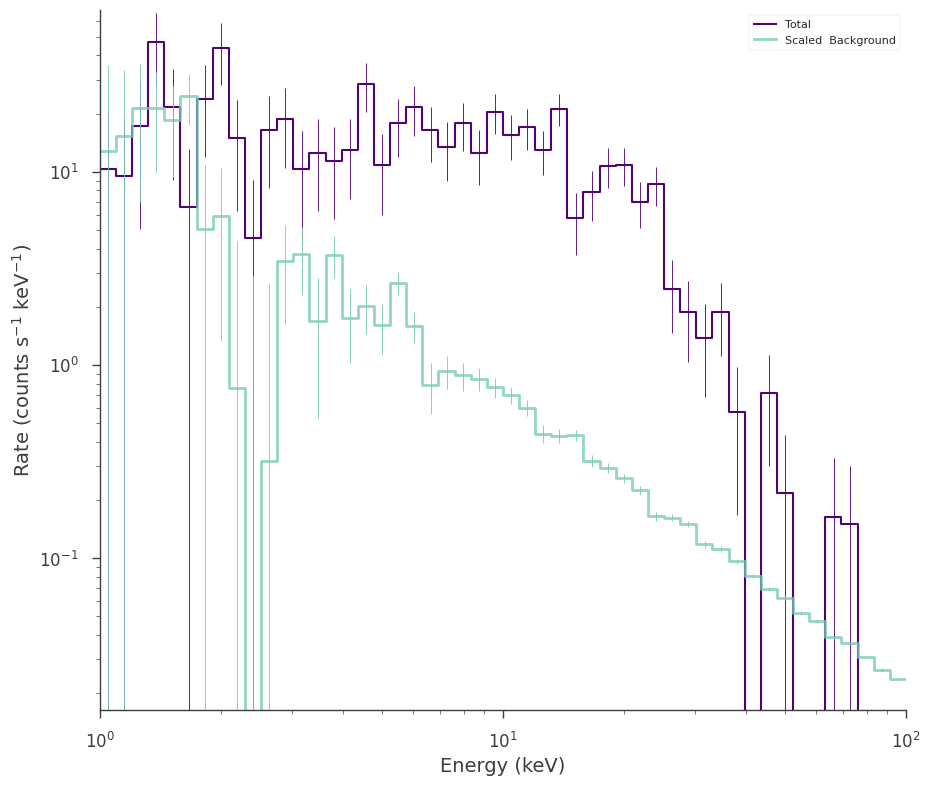 Total
Scaled  Background
Rate (counts s⁻¹ keV⁻¹)
10¹
10⁰
10⁻¹
10⁰ 10¹ 10²
Energy (keV)